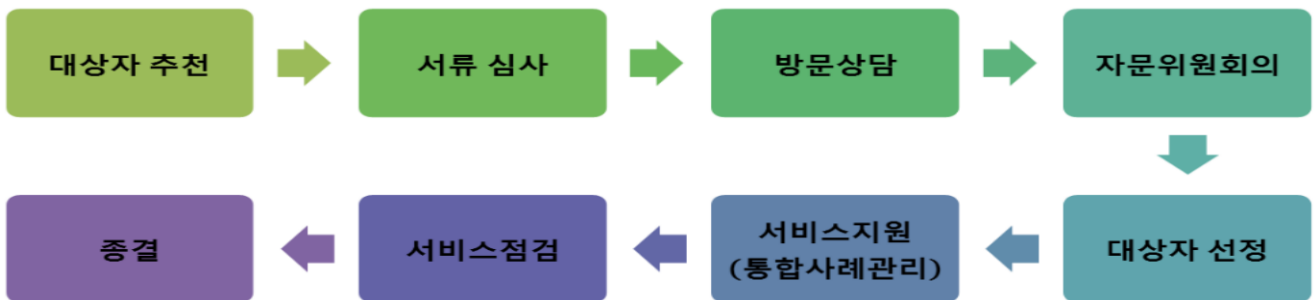 대상자 추천
서류 심사
방문상담
자문위원회의
대상자 선정
서비스지원
(통합사례관리)
서비스점검
종결